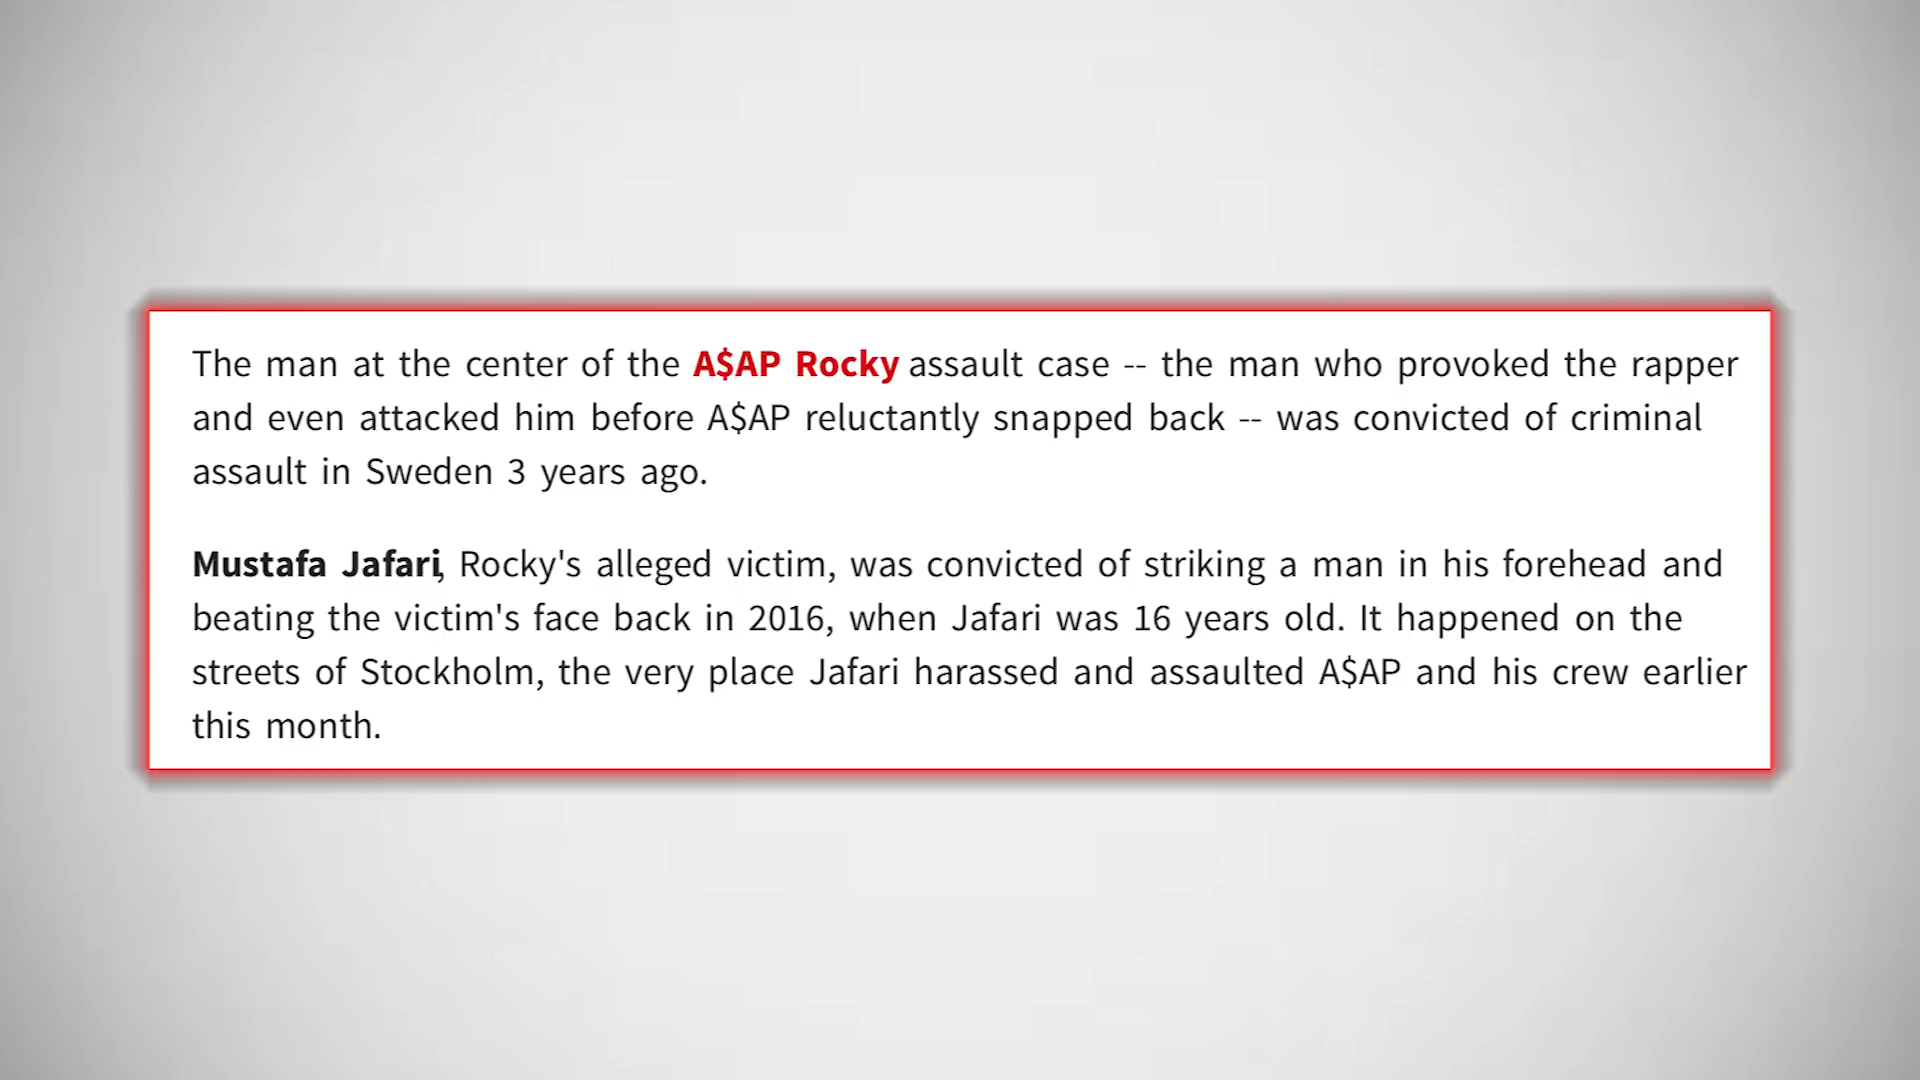 The man at the center of the A$AP Rocky assault case -- the man who provoked the rapper
and even attacked him before A$AP reluctantly snapped back -- was convicted of criminal
assault in Sweden 3 years ago.
Mustafa Jafari, Rocky's alleged victim, was convicted of striking a man in his forehead and
beating the victim's face back in 2016, when Jafari was 16 years old. It happened on the
streets of Stockholm, the very place Jafari harassed and assaulted A$AP and his crew earlier
this month.